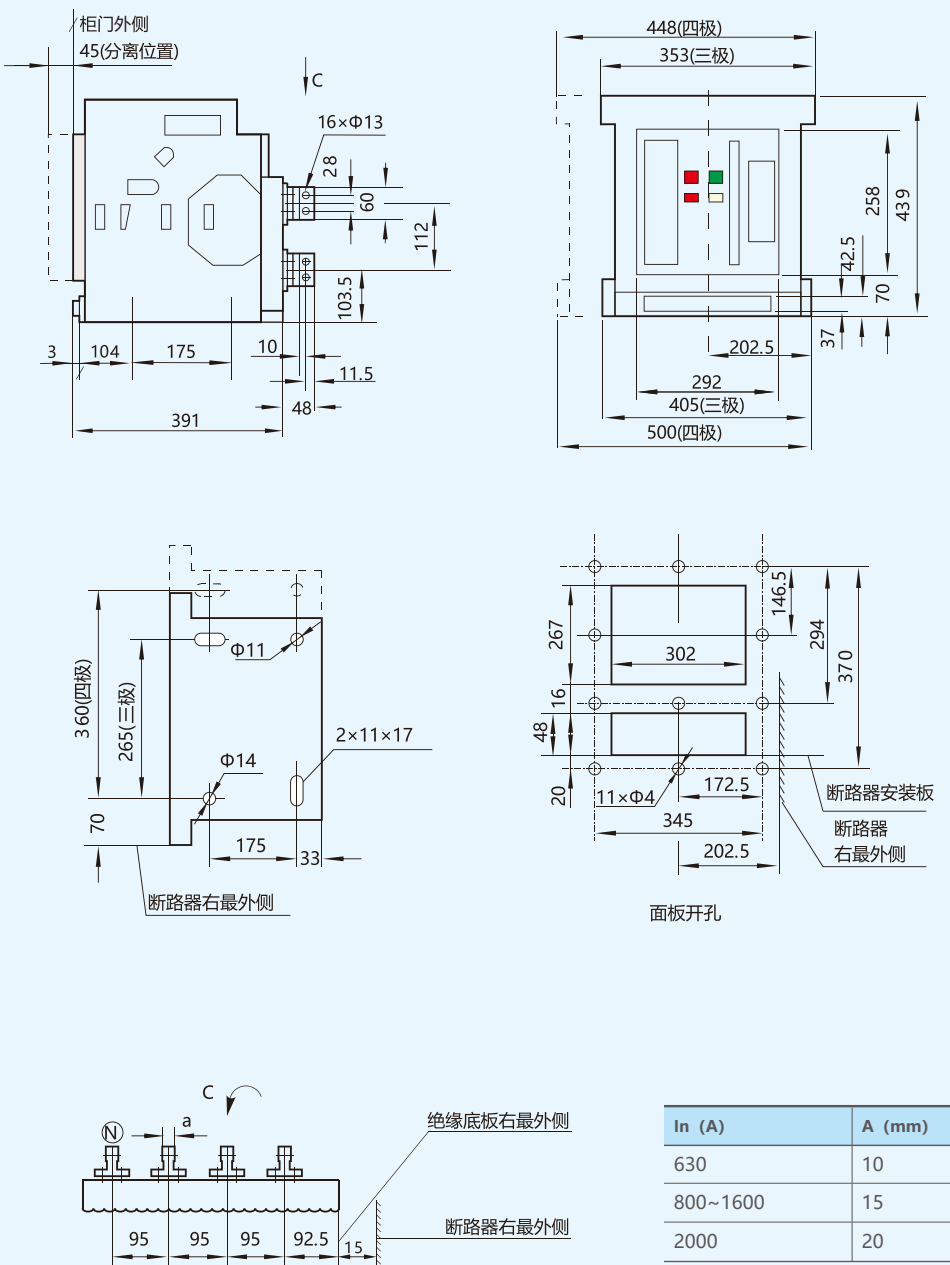 柜门外侧
45(分离位置)
C
16×Φ13
28
60
112
103.5
3
104
175
10
11.5
48
391
448(四极)
353(三极)
258
439
42.5
70
37
202.5
292
405(三极)
500(四极)
Φ11
360(四极)
265(三极)
2×11×17
Φ14
70
175
33
断路器右最外侧
146.5
267
302
294
370
16
48
20
11×Φ4
172.5
345
202.5
断路器安装板
断路器
右最外侧
面板开孔
C
N
a
绝缘底板右最外侧
95
95
95
92.5
15
断路器右最外侧
In (A)
A (mm)
630
10
800~1600
15
2000
20